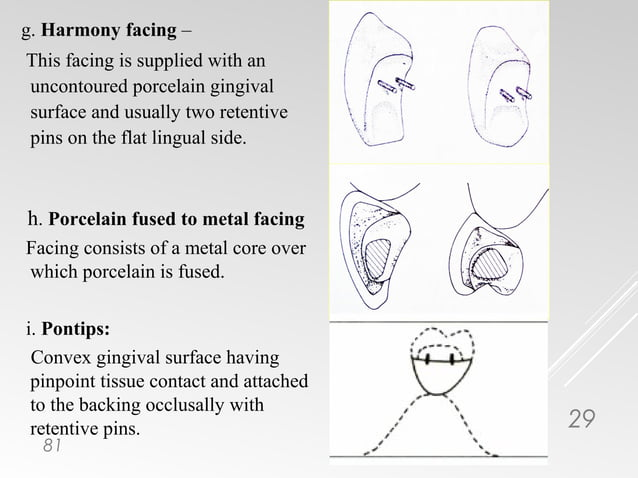 g. Harmony facing –
This facing is supplied with an
uncontoured porcelain gingival
surface and usually two retentive
pins on the flat lingual side.
h. Porcelain fused to metal facing
Facing consists of a metal core over
which porcelain is fused.
i. Pontips:
Convex gingival surface having
pinpoint tissue contact and attached
to the backing occlusally with
retentive pins.
81
29